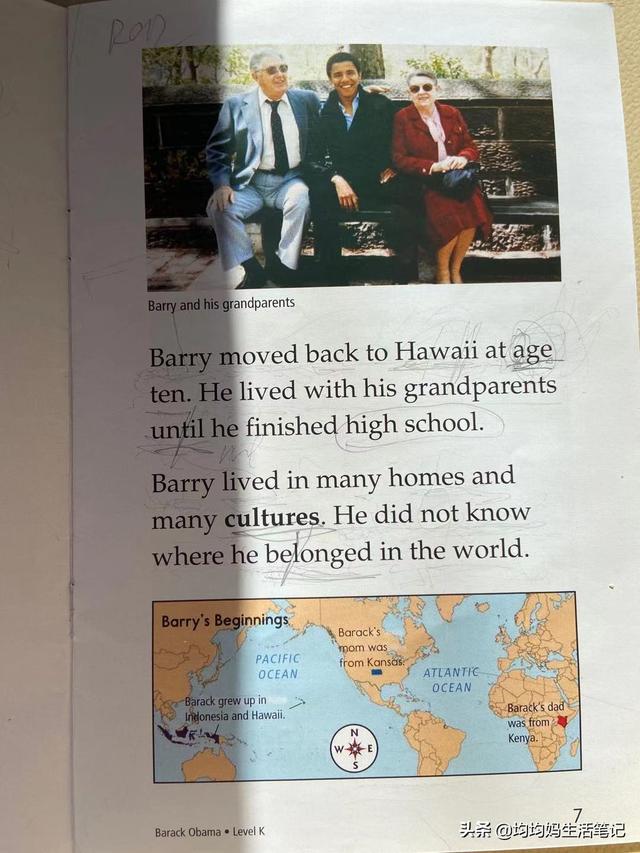 Barry and his grandparents
Barry moved back to Hawaii at age
ten. He lived with his grandparents
until he finished high school.
Barry lived in many homes and
many cultures. He did not know
where he belonged in the world.
Barry's Beginnings
Barack's
mom was
from Kansas.
PACIFIC
OCEAN
ATLANTIC
OCEAN
Barack grew up in
Indonesia and Hawaii.
Barack's dad
was from
Kenya.
N
W E
S
7
Barack Obama • Level K
头条 @均均妈生活笔记